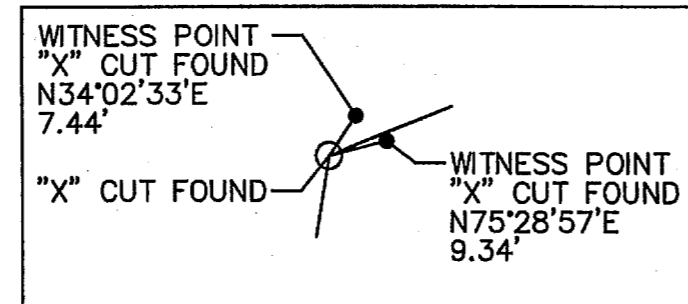 WITNESS POINT
"X" CUT FOUND
N34°02'33'E
7.44'
"X" CUT FOUND
WITNESS POINT
"X" CUT FOUND
N75°28'57'E
9.34'